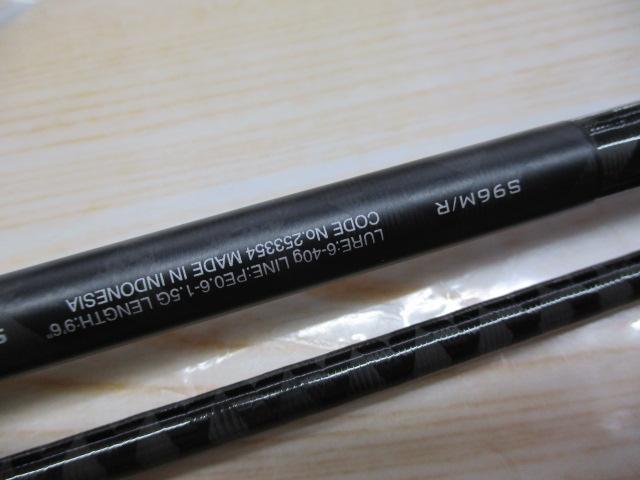 S96M/R
LURE:6-40g LINE:PE0.6-1.5G LENGTH:9'6"
CODE No.253354 MADE IN INDONESIA
S